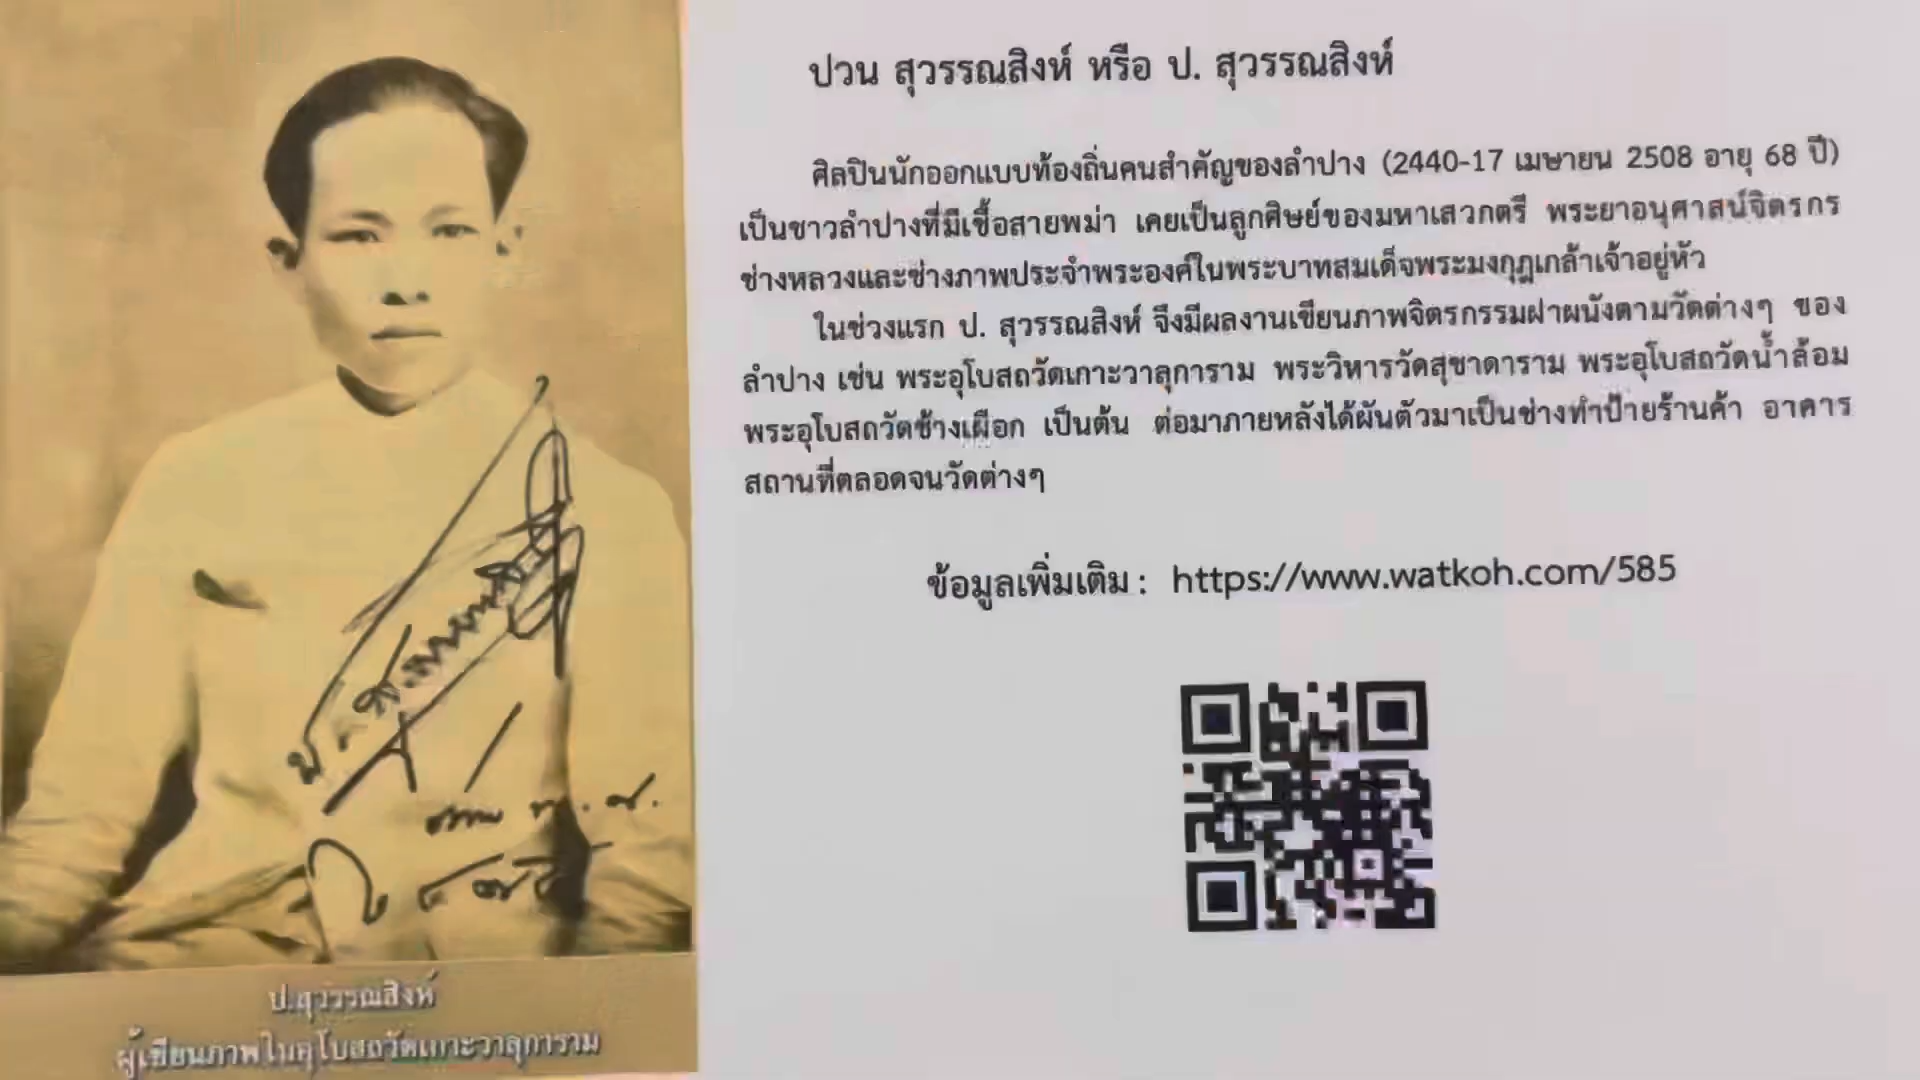 ปวน สุวรรณสิงห์ หรือ ป. สุวรรณสิงห์
ศิลปินนักออกแบบท้องถิ่นคนสำคัญของลำปาง (2440-17 เมษายน 2508 อายุ 68 ปี)
เป็นชาวลำปางที่มีเชื้อสายพม่า เคยเป็นลูกศิษย์ของมหาเสวกตรี พระยาอนุศาสน์จิตรกร
ช่างหลวงและช่างภาพประจำพระองค์ในพระบาทสมเด็จพระมงกุฎเกล้าเจ้าอยู่หัว
ในช่วงแรก ป. สุวรรณสิงห์ จึงมีผลงานเขียนภาพจิตรกรรมฝาผนังตามวัดต่างๆ ของ
ลำปาง เช่น พระอุโบสถวัดเกาะวาลุการาม พระวิหารวัดสุชาดาราม พระอุโบสถวัดน้ำล้อม
พระอุโบสถวัดช้างเผือก เป็นต้น ต่อมาภายหลังได้ผันตัวมาเป็นช่างทำป้ายร้านค้า อาคาร
สถานที่ตลอดจนวัดต่างๆ
ข้อมูลเพิ่มเติม : https://www.watkoh.com/585
ป.สุวรรณสิงห์
ผู้เขียนภาพในอุโบสถวัดเกาะวาลุการาม